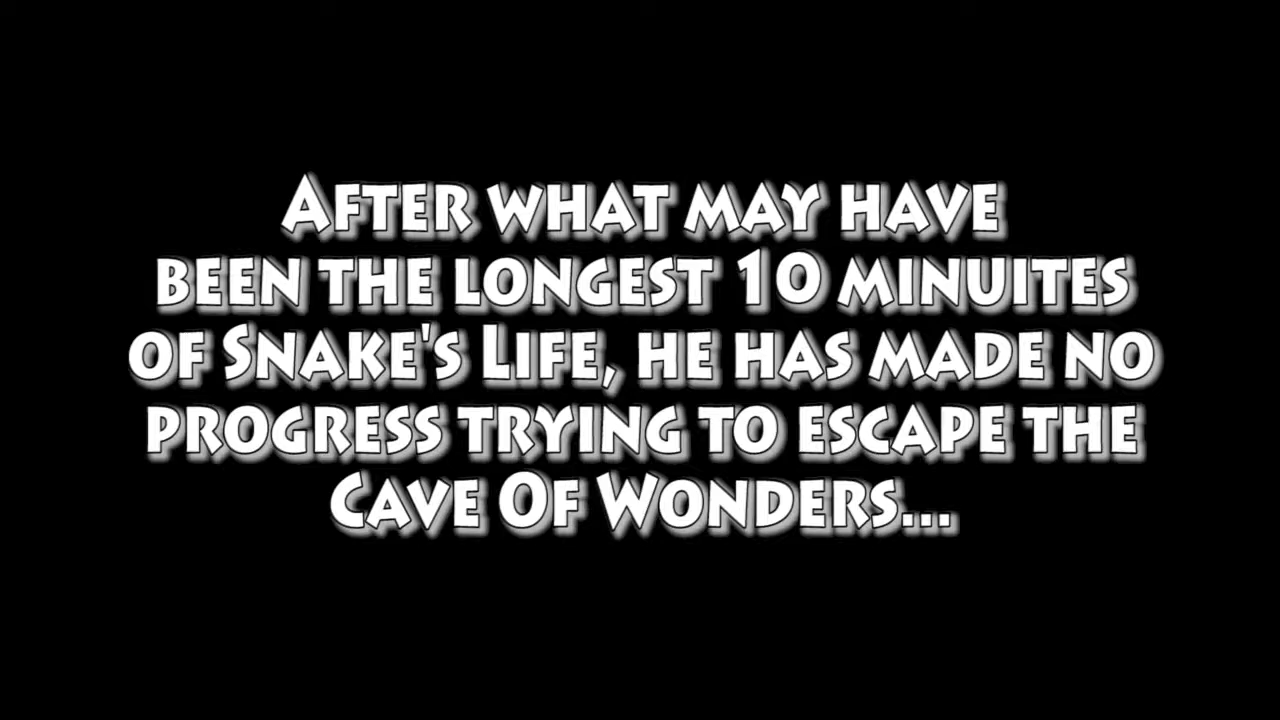 After what may have
been the longest 10 minuites
of Snake's Life, he has made no
progress trying to escape the
Cave Of Wonders...